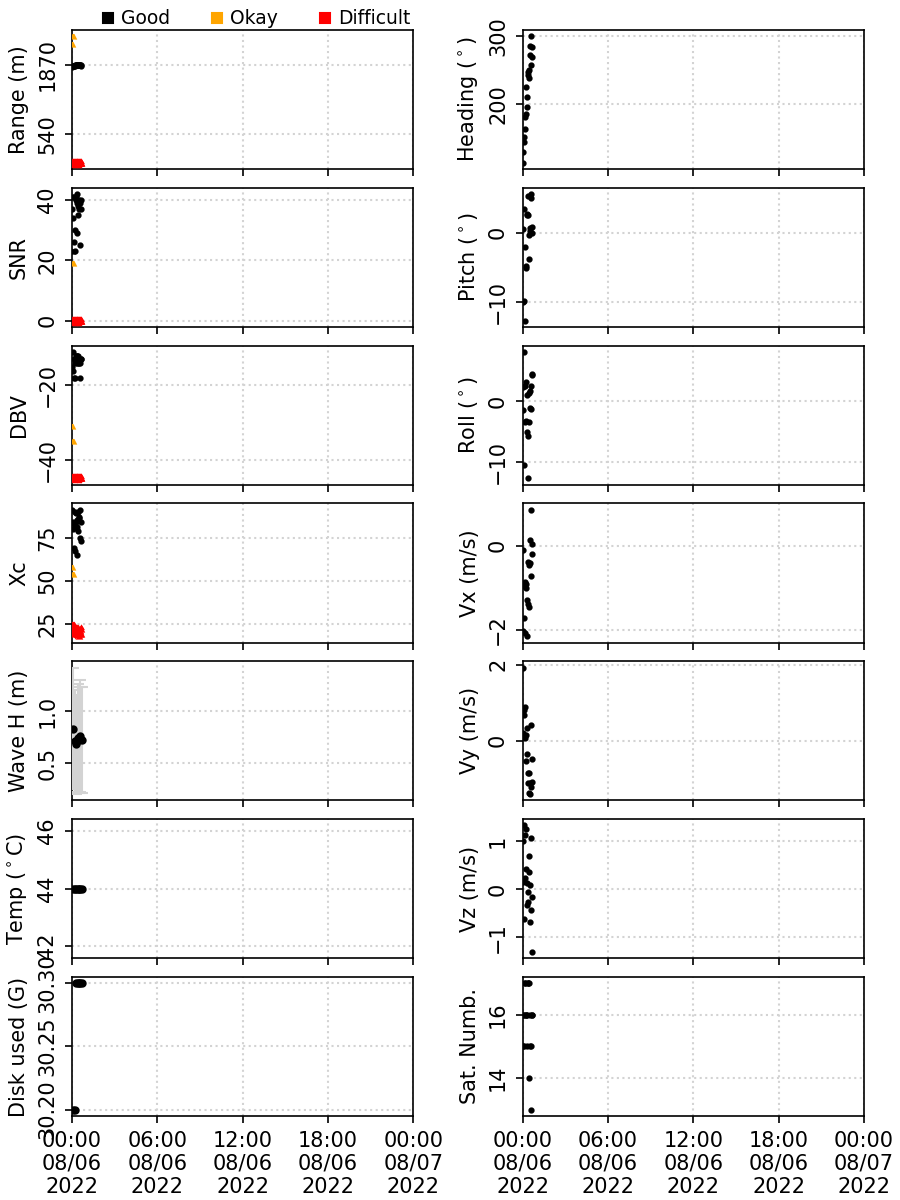 Good Okay Difficult
Range (m)
1870
540
Heading (°)
300
200
SNR
40
20
0
Pitch (°)
0
−10
DBV
−20
−40
Roll (°)
0
−10
Xc
75
50
25
Vx (m/s)
0
−2
Wave H (m)
1.0
0.5
Vy (m/s)
2
0
Temp (°C)
46
44
42
Vz (m/s)
1
0
−1
Disk used (G)
30.3
30.25
30.20
Sat. Numb.
16
14
00:00 06:00 12:00 18:00 00:00
08/06 08/06 08/06 08/06 08/07
2022 2022 2022 2022 2022
00:00 06:00 12:00 18:00 00:00
08/06 08/06 08/06 08/06 08/07
2022 2022 2022 2022 2022